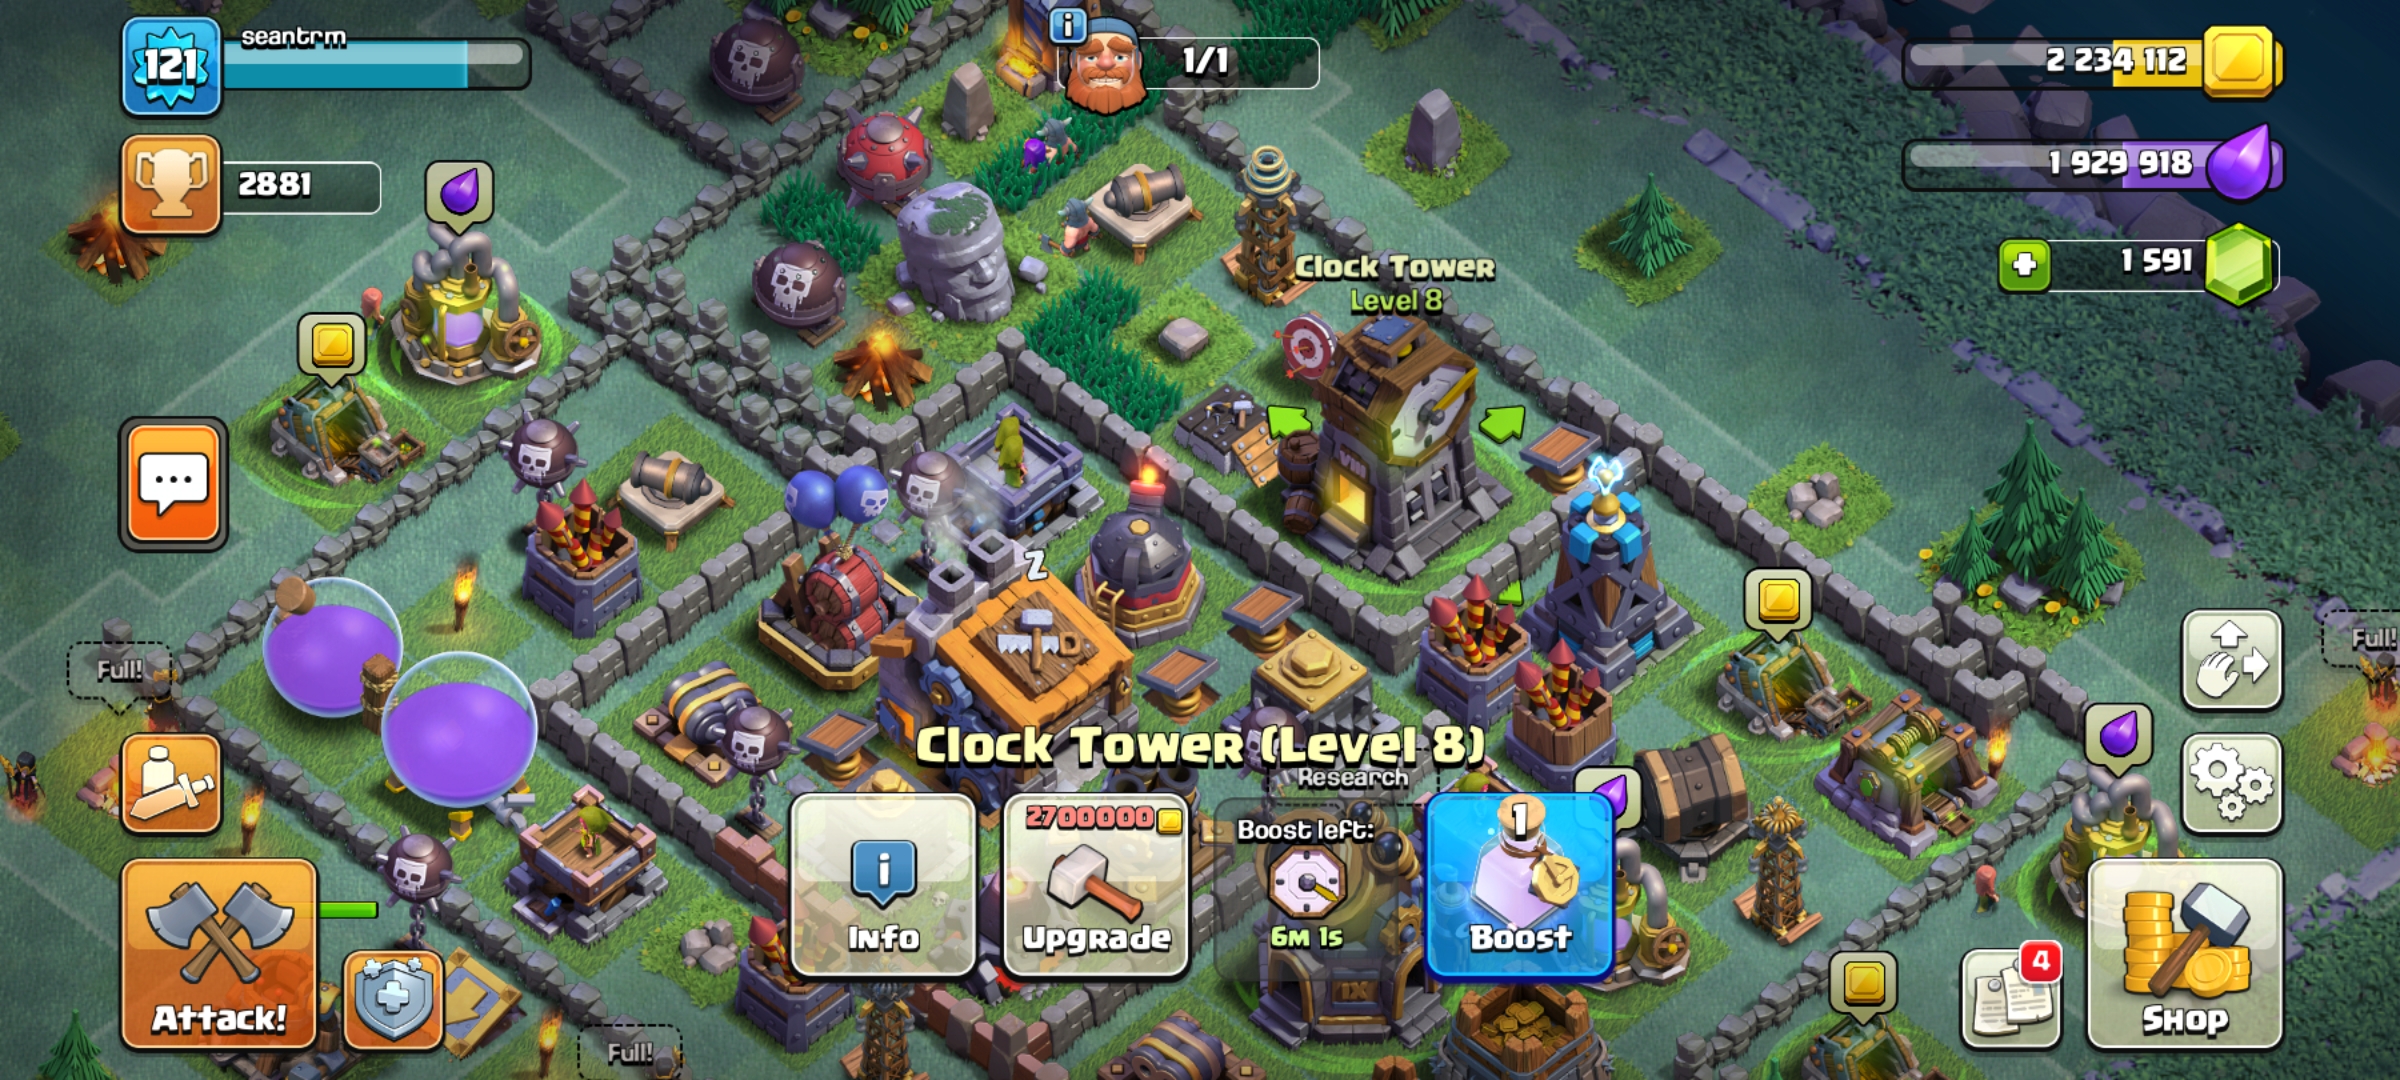 121
seantrm
1/1
2 234 112
2881
1 929 918
1 591
Clock Tower
Level 8
Z
Full!
Full!
Clock Tower (Level 8)
Research
1
2700000
Boost left:
6m 1s
Info
Upgrade
Boost
Attack!
4
Shop
Full!
IX